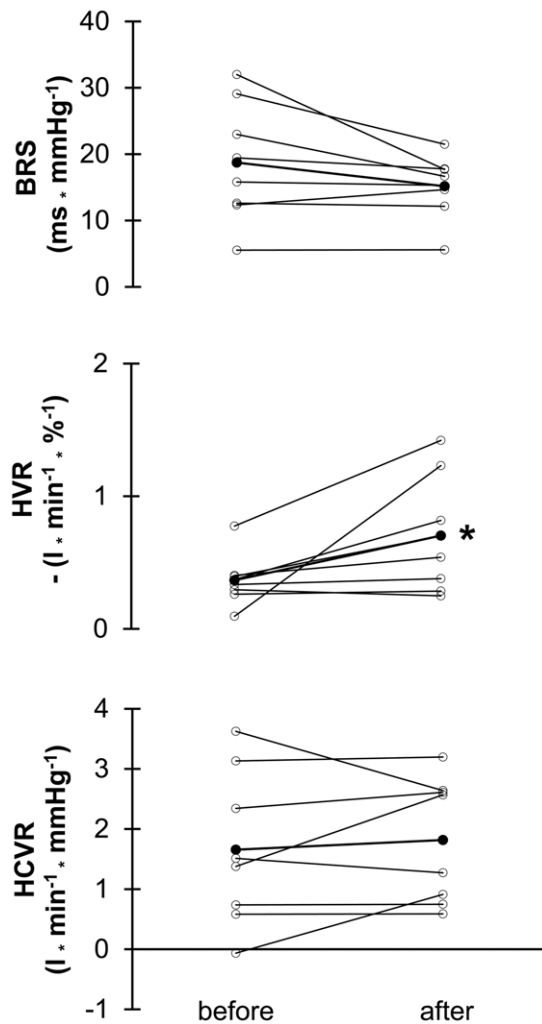 BRS
(ms * mmHg⁻¹)
40
30
20
10
0
HVR
- (l * min⁻¹ * %⁻¹)
2
1
0
*
HCVR
(l * min⁻¹ * mmHg⁻¹)
4
3
2
1
0
-1
before after